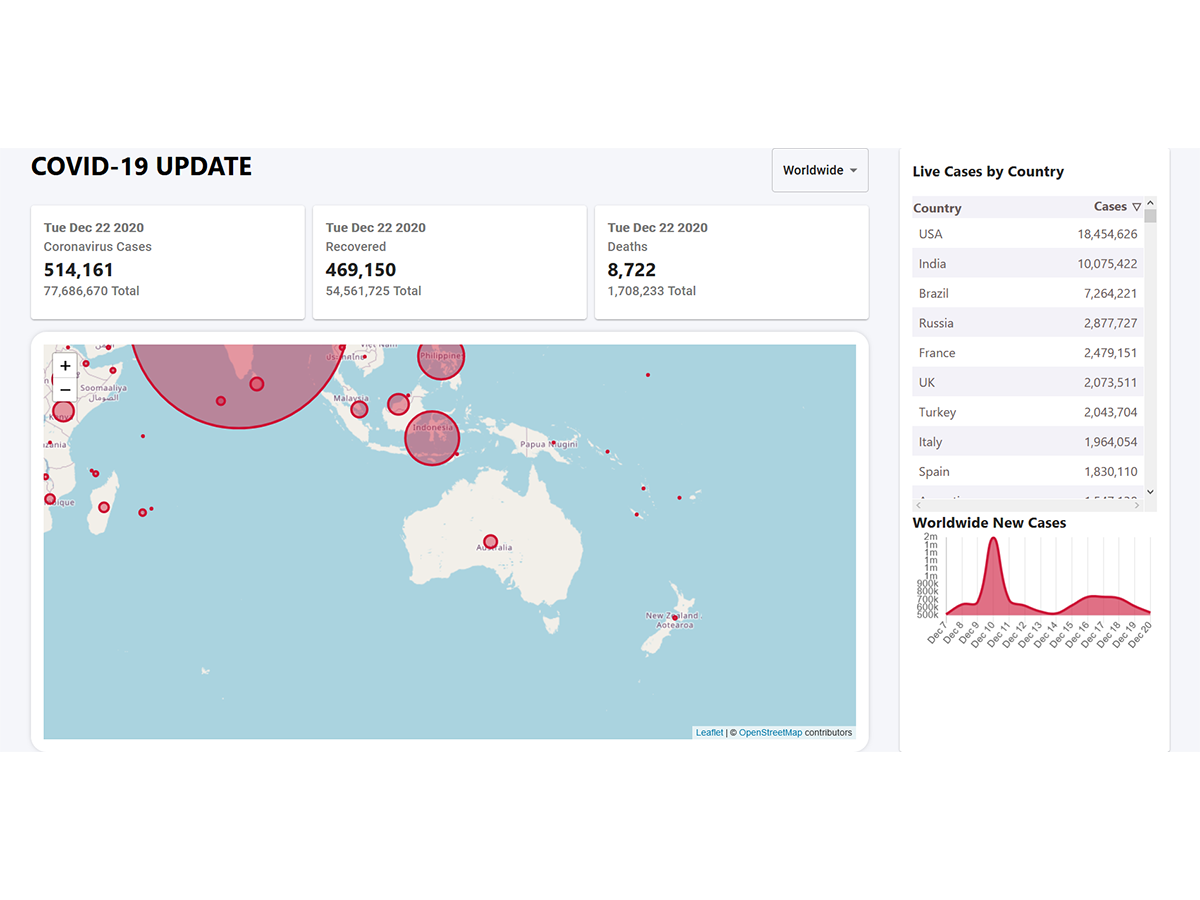 COVID-19 UPDATE
Worldwide
Tue Dec 22 2020
Coronavirus Cases
514,161
77,686,670 Total
Tue Dec 22 2020
Recovered
469,150
54,561,725 Total
Tue Dec 22 2020
Deaths
8,722
1,708,233 Total
+
−
Soomaaliya
الصومال
Kenya
Malaysia
Philippines
Indonesia
Papua Niugini
Australia
New Zealand
Aotearoa
Leaflet | © OpenStreetMap contributors
Live Cases by Country
Country Cases
USA 18,454,626
India 10,075,422
Brazil 7,264,221
Russia 2,877,727
France 2,479,151
UK 2,073,511
Turkey 2,043,704
Italy 1,964,054
Spain 1,830,110
Worldwide New Cases
2m
1m
1m
1m
1m
1m
900k
800k
700k
600k
500k
Dec 7 Dec 8 Dec 9 Dec 10 Dec 11 Dec 12 Dec 13 Dec 14 Dec 15 Dec 16 Dec 17 Dec 18 Dec 19 Dec 20